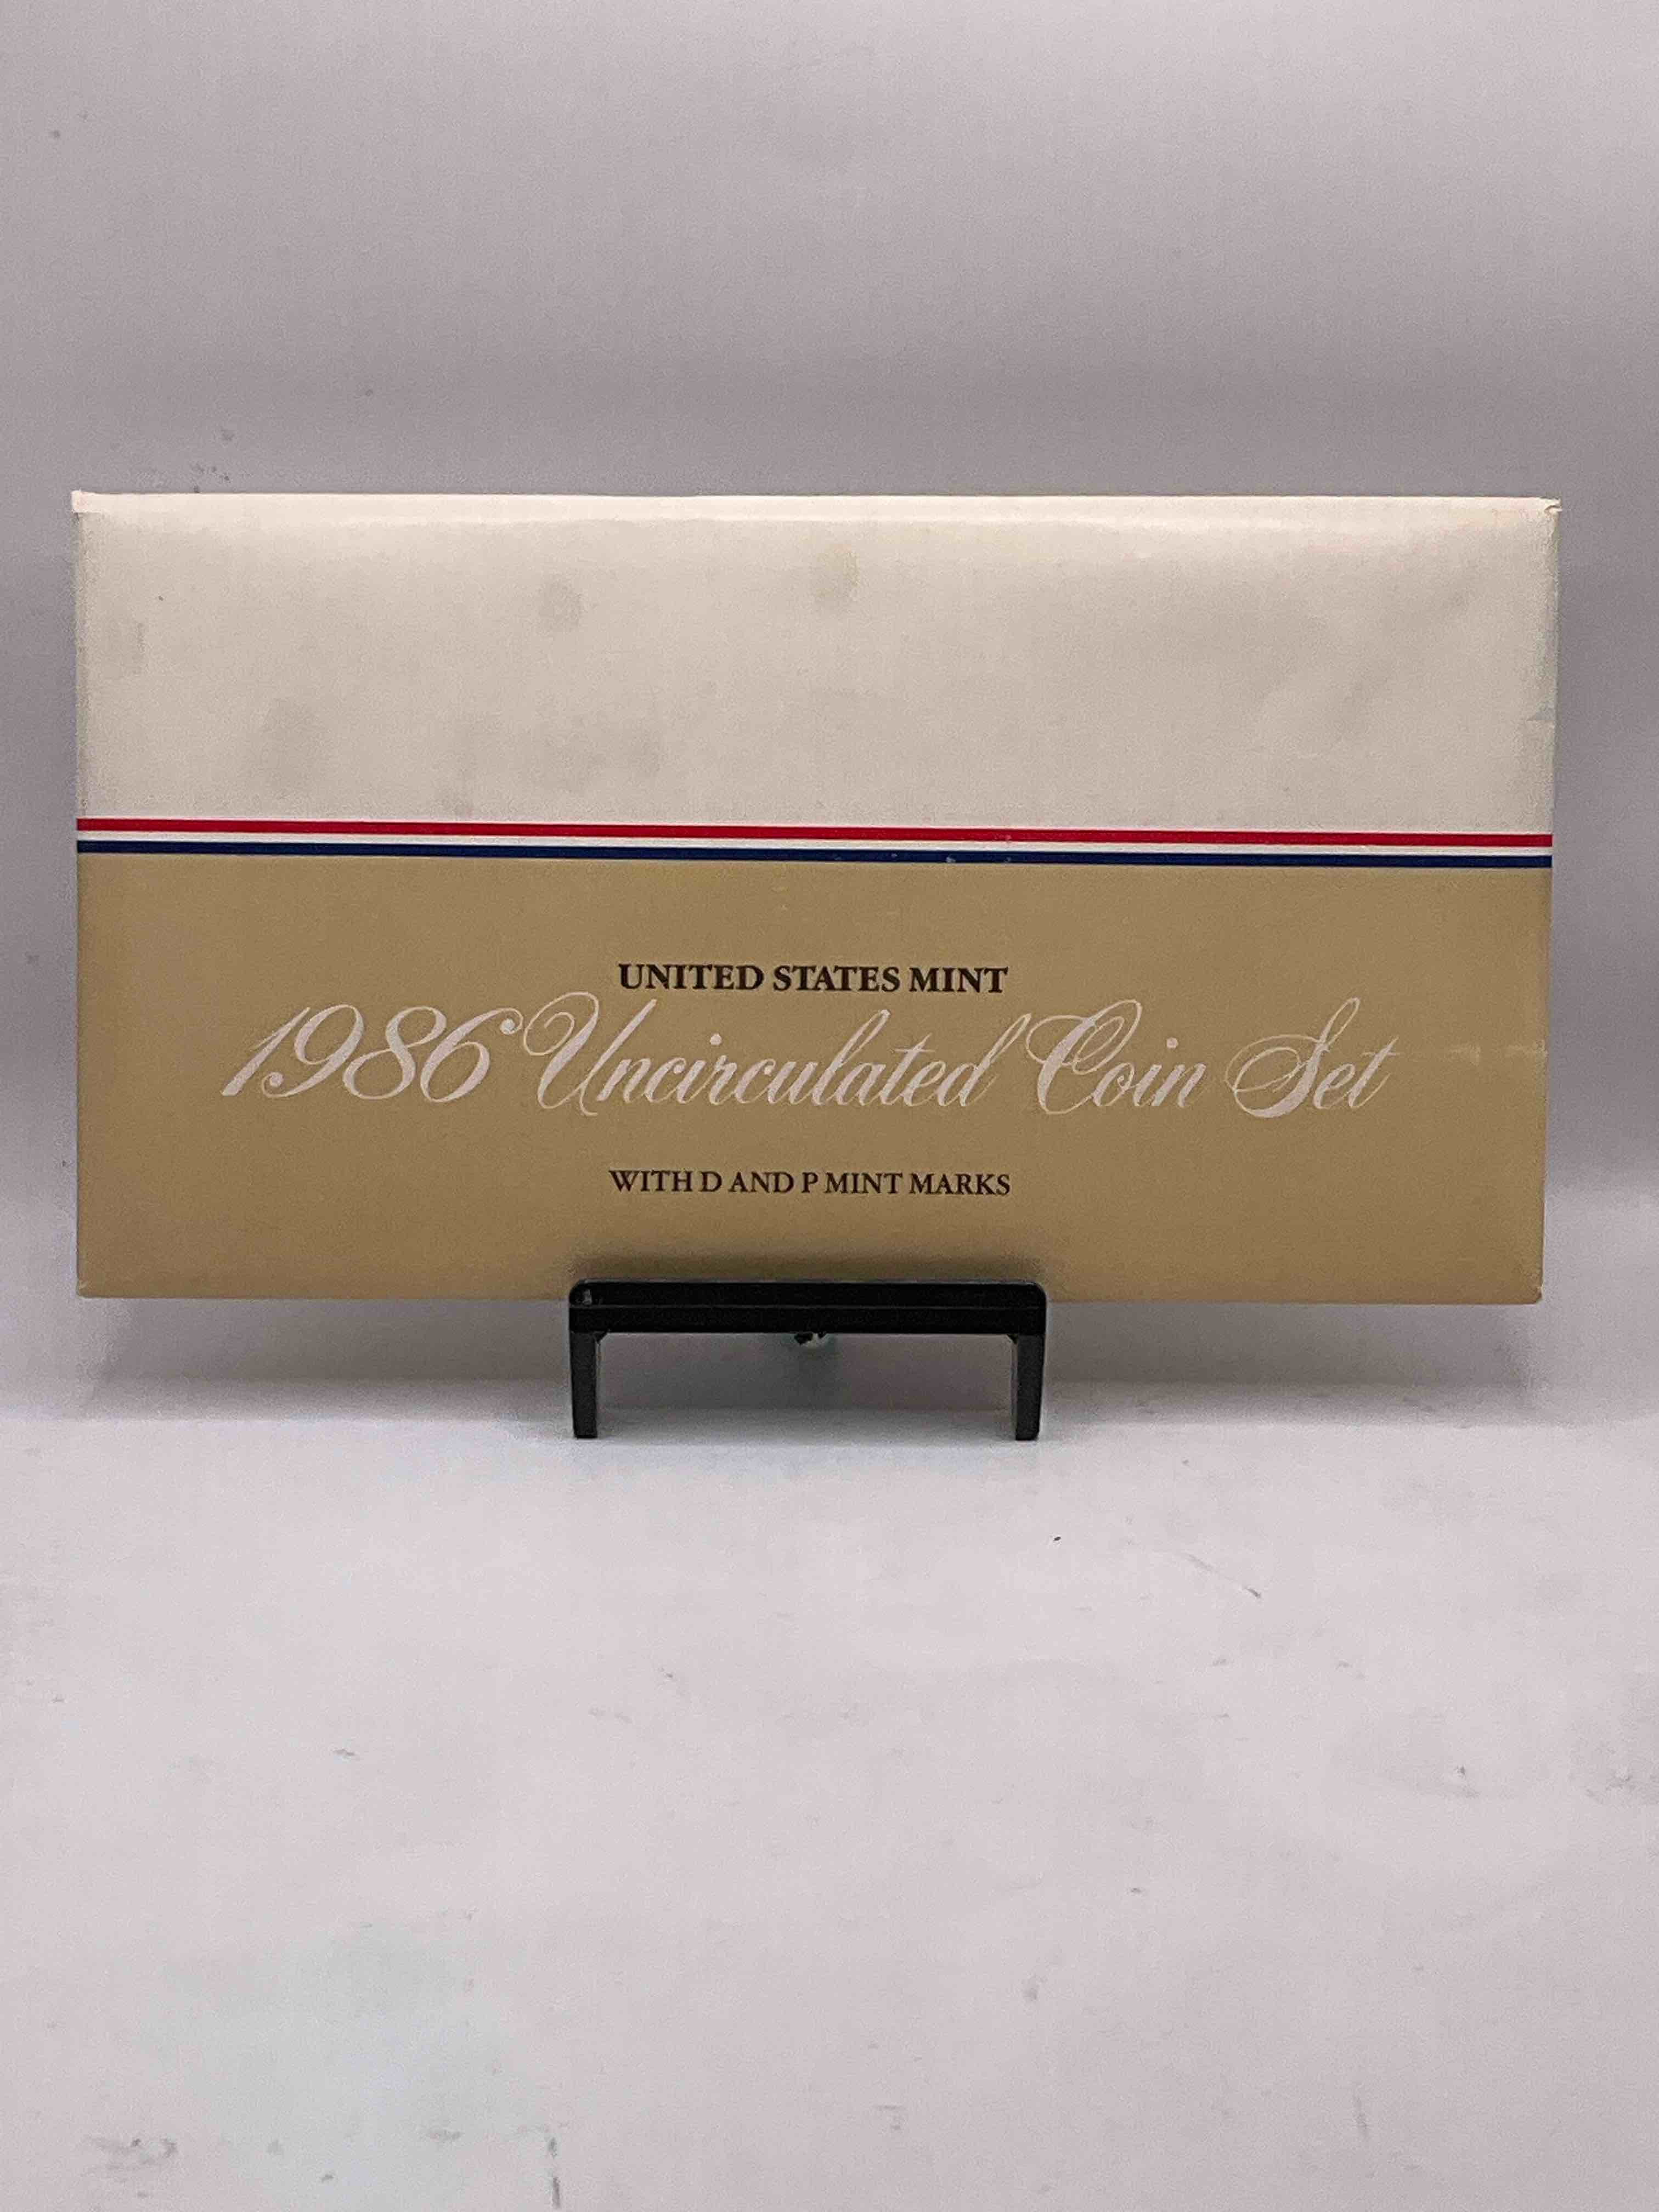 UNITED STATES MINT
1986 Uncirculated Coin Set
WITH D AND P MINT MARKS